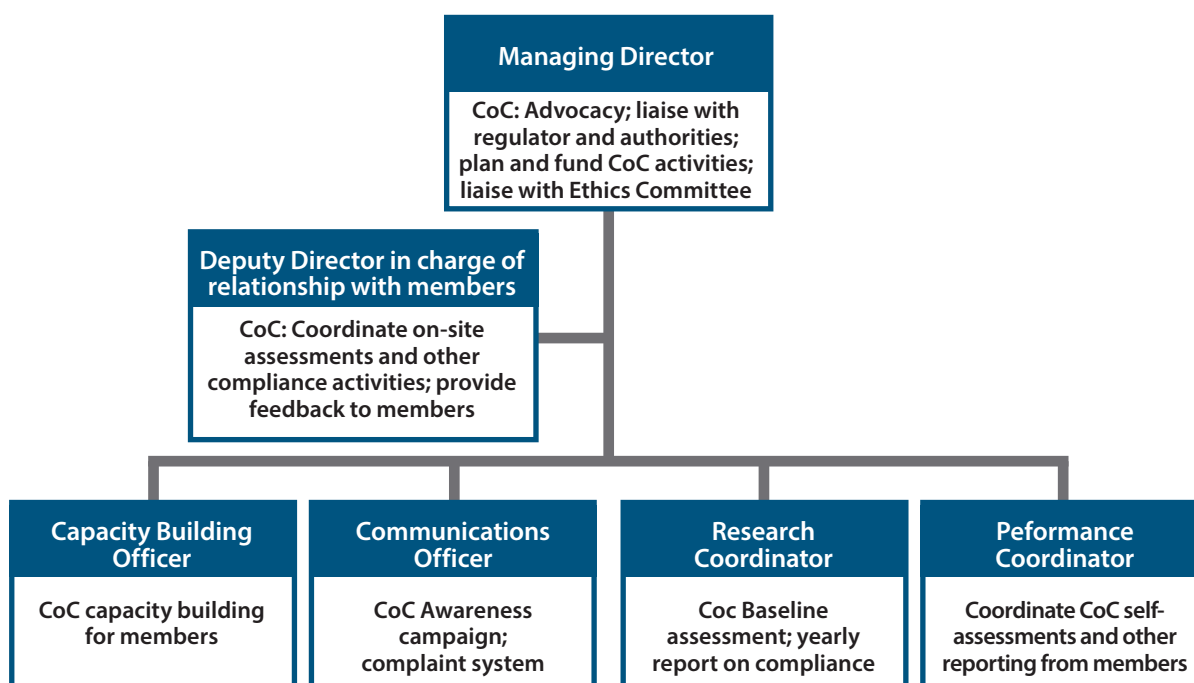 Managing Director
CoC: Advocacy; liaise with
regulator and authorities;
plan and fund CoC activities;
liaise with Ethics Committee
Deputy Director in charge of
relationship with members
CoC: Coordinate on-site
assessments and other
compliance activities; provide
feedback to members
Capacity Building
Officer
CoC capacity building
for members
Communications
Officer
CoC Awareness
campaign;
complaint system
Research
Coordinator
Coc Baseline
assessment; yearly
report on compliance
Peformance
Coordinator
Coordinate CoC self-
assessments and other
reporting from members